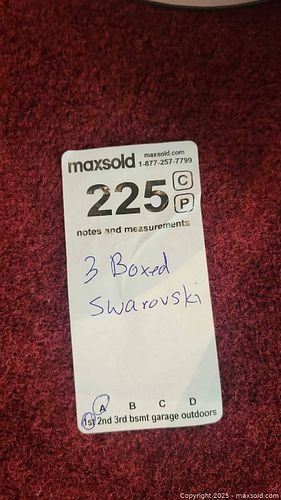 maxsold maxsold.com
1-877-257-7799
225 C
P
notes and measurements
3 Boxed
Swarovski
A B C D
1st 2nd 3rd bsmt garage outdoors
Copyright 2025 - maxsold.com